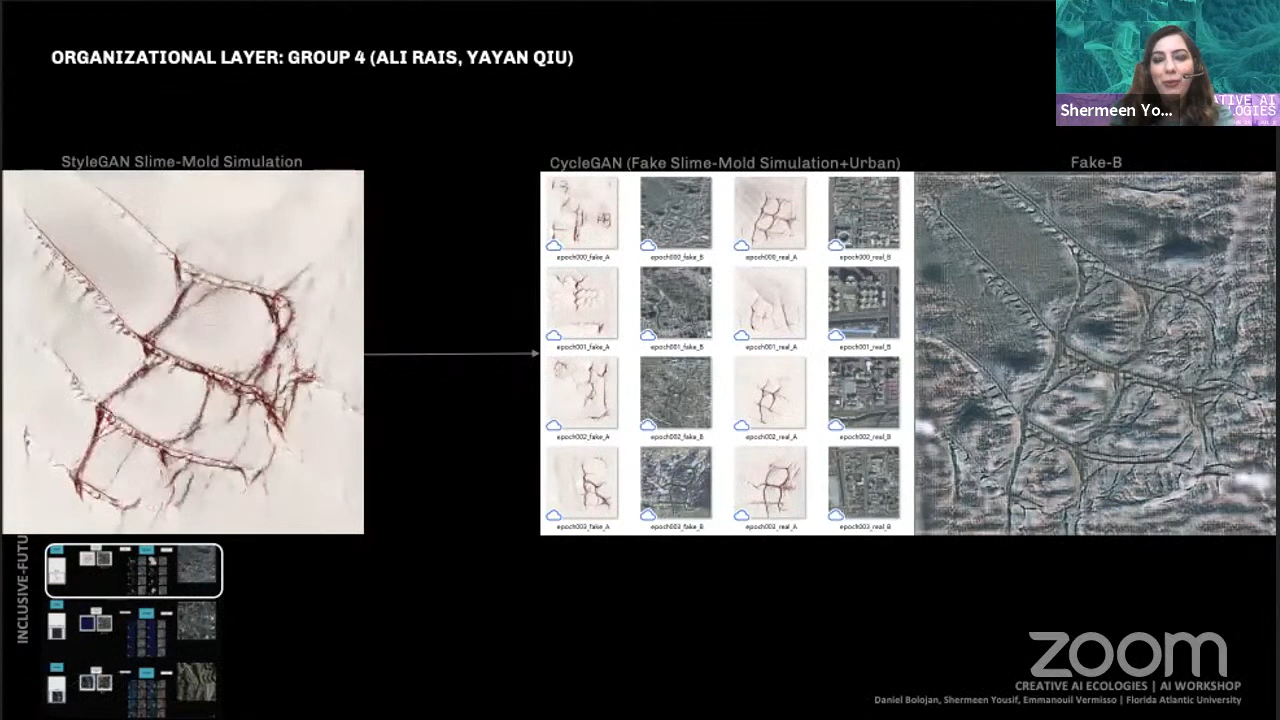 ORGANIZATIONAL LAYER: GROUP 4 (ALI RAIS, YAYAN QIU)
Shermeen Yo...
StyleGAN Slime-Mold Simulation
CycleGAN (Fake Slime-Mold Simulation+Urban)
Fake-B
epoch000_fake_A epoch000_fake_B epoch000_real_A epoch000_real_B
epoch001_fake_A epoch001_fake_B epoch001_real_A epoch001_real_B
epoch002_fake_A epoch002_fake_B epoch002_real_A epoch002_real_B
epoch003_fake_A epoch003_fake_B epoch003_real_A epoch003_real_B
INCLUSIVE-FUTU
zoom
CREATIVE AI ECOLOGIES | AI WORKSHOP
Daniel Bolojan, Shermeen Yousif, Emmanouil Vermisso | Florida Atlantic University